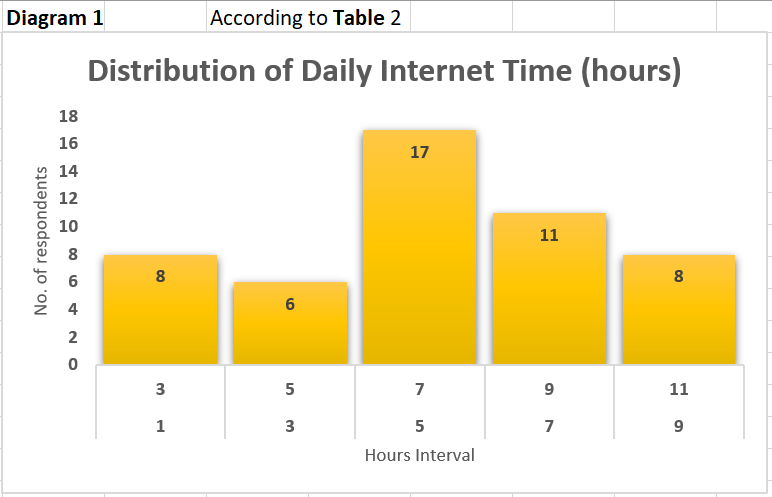 Diagram 1 According to Table 2
Distribution of Daily Internet Time (hours)
No. of respondents
18
16
14
12
10
8
6
4
2
0
8 6 17 11 8
3 5 7 9 11
1 3 5 7 9
Hours Interval